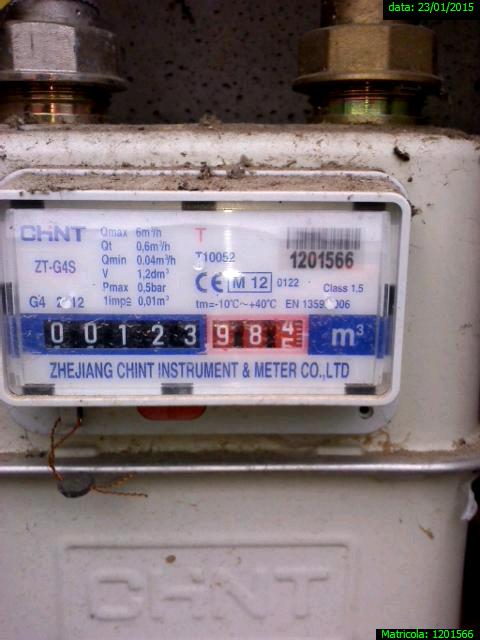 data: 23/01/2015
CHNT
ZT-G4S
Qmax 6m³/h
Qt 0,6m³/h
Qmin 0.04m³/h
V 1,2dm³
Pmax 0,5bar
1imp≙ 0,01m³
T
T10052
CE M 12 0122
tm=-10°C~+40°C
1201566
Class 1.5
G4
0 0 1 2 3 9 8 4
m³
ZHEJIANG CHINT INSTRUMENT & METER CO.,LTD
CHNT
Matricola: 1201566